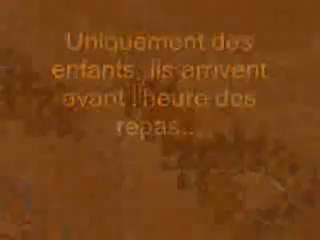 Uniquement des
enfants, ils arrivent
avant l'heure des
repas...